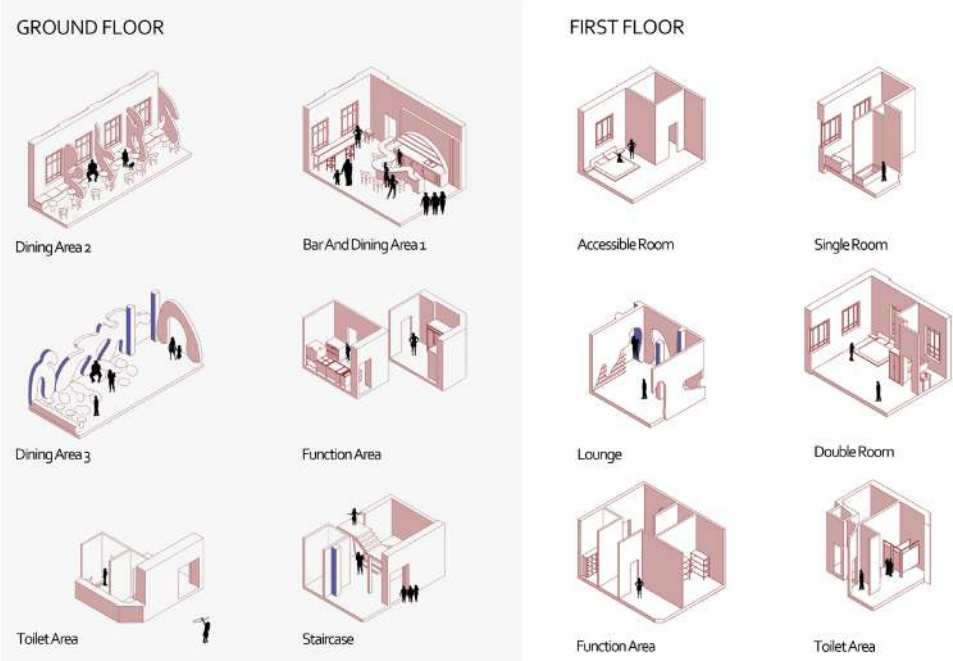 GROUND FLOOR
Dining Area 2
Bar And Dining Area 1
Dining Area 3
Function Area
Toilet Area
Staircase
FIRST FLOOR
Accessible Room
Single Room
Lounge
Double Room
Function Area
Toilet Area